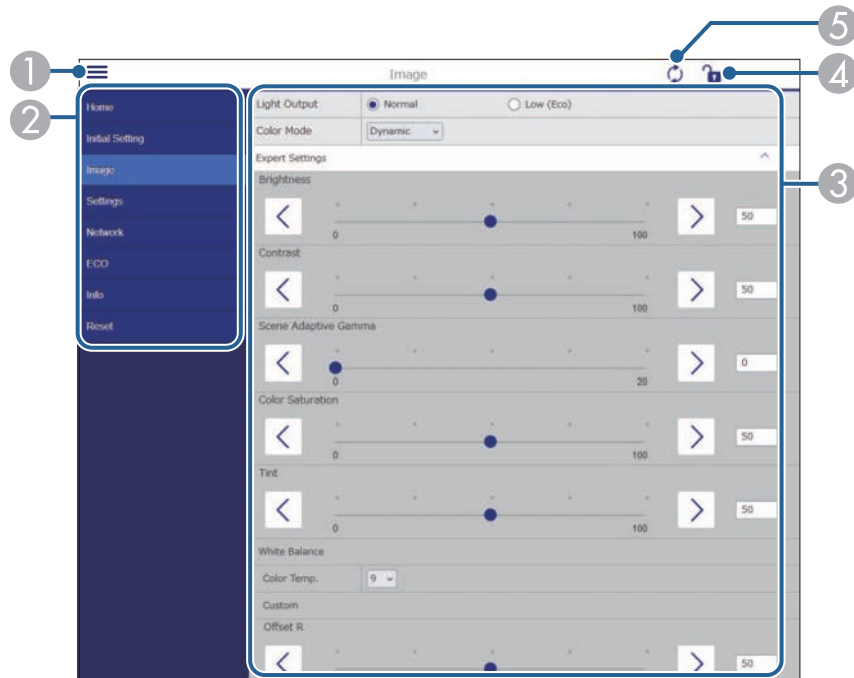 5
1
Image
4
2
Home
Light Output
Normal
Low (Eco)
Initial Setting
Color Mode
Dynamic
Image
Expert Settings
3
Brightness
Settings
50
Network
0
100
Contrast
ECO
Info
50
0
100
Reset
Scene Adaptive Gamma
0
0
20
Color Saturation
50
0
100
Tint
50
0
100
White Balance
Color Temp.
9
Custom
Offset R
50